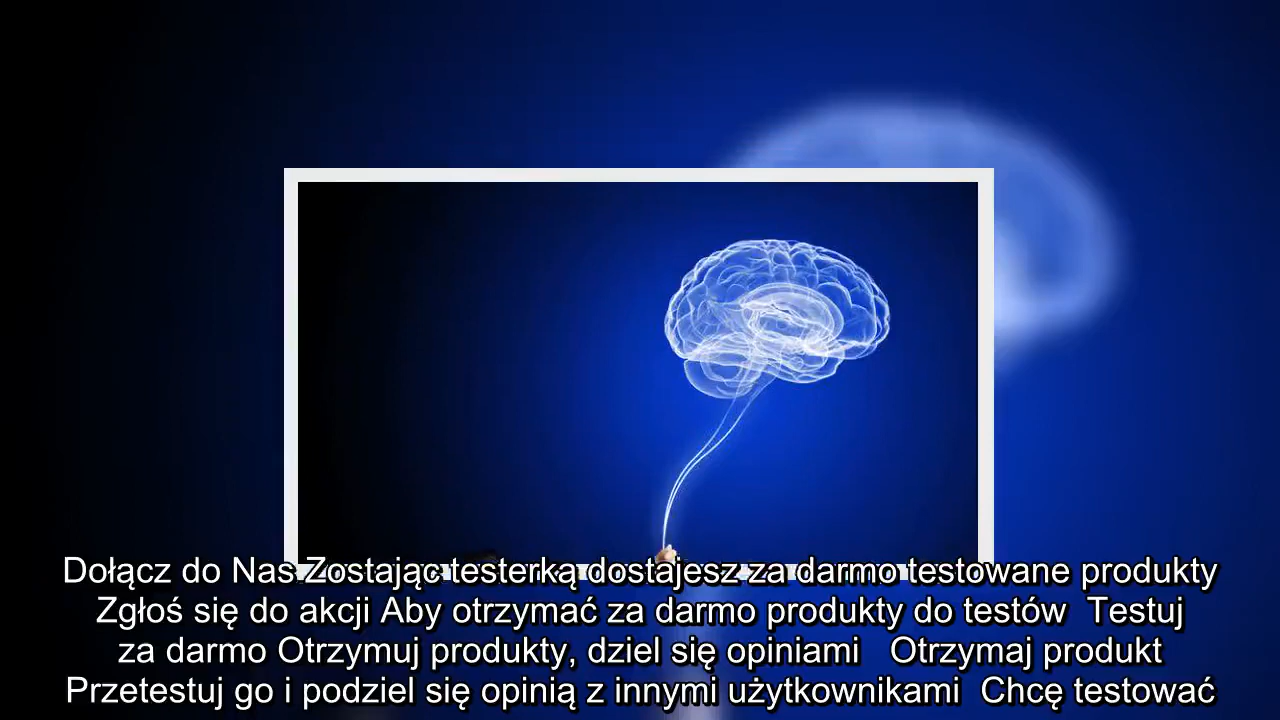 Dołącz do Nas Zostając testerką dostajesz za darmo testowane produkty
Zgłoś się do akcji Aby otrzymać za darmo produkty do testów Testuj
za darmo Otrzymuj produkty, dziel się opiniami Otrzymaj produkt
Przetestuj go i podziel się opinią z innymi użytkownikami Chcę testować